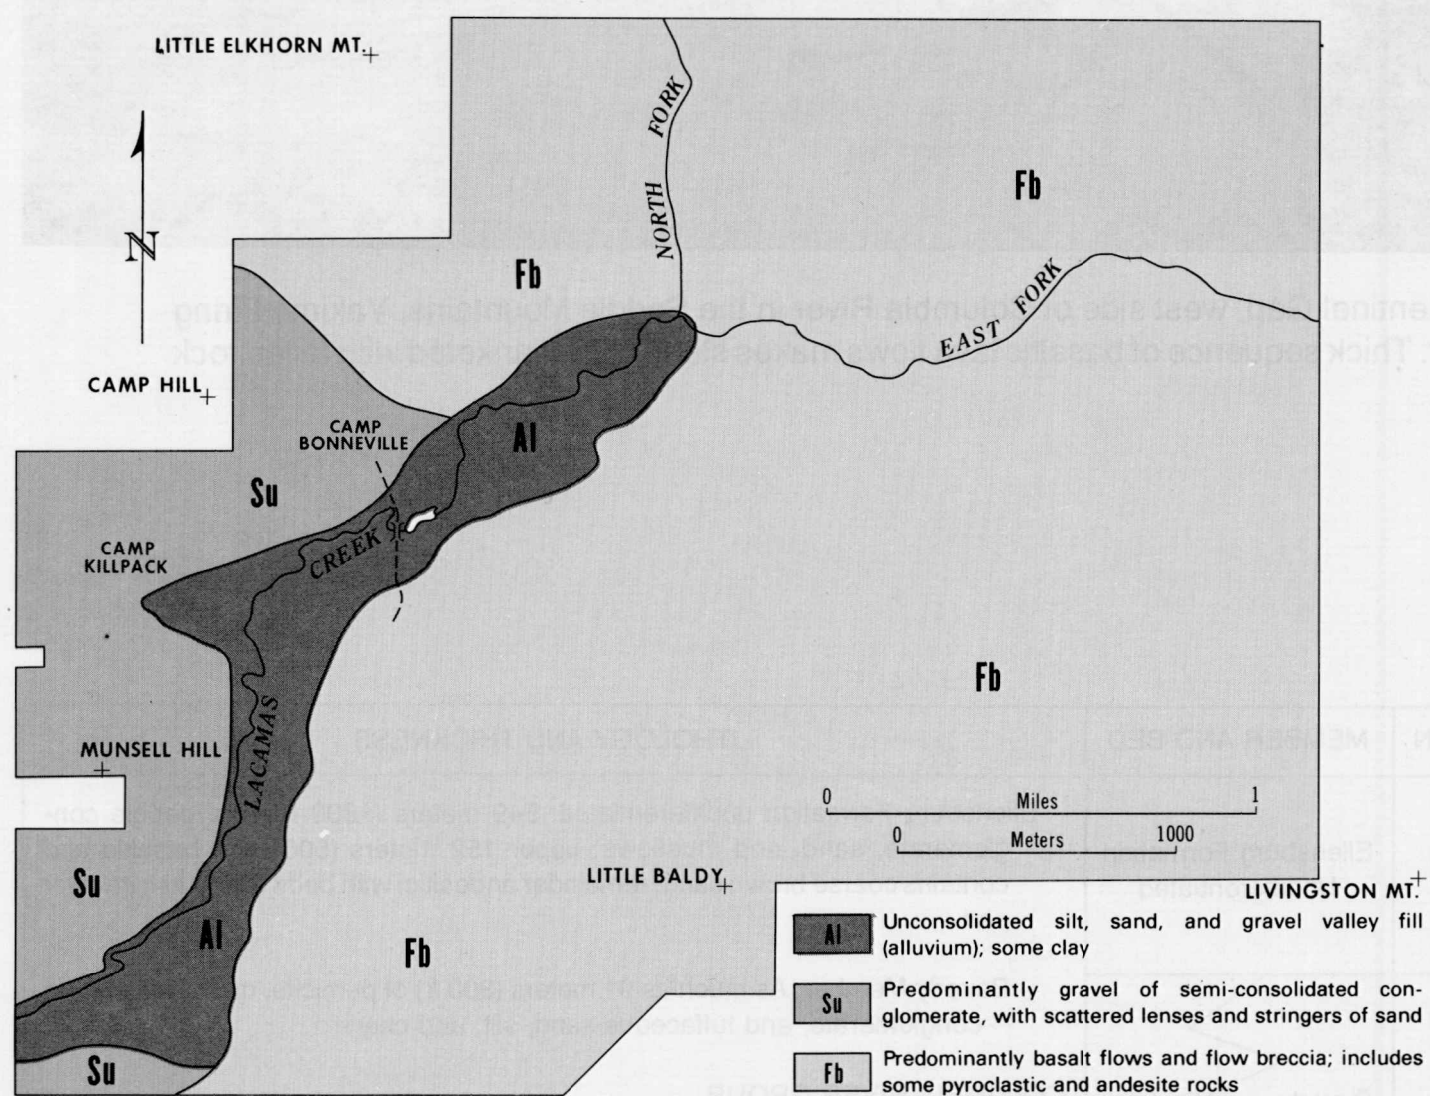 LITTLE ELKHORN MT.
N
NORTH FORK
Fb
Fb
EAST FORK
CAMP HILL
CAMP
BONNEVILLE
Al
Su
CREEK
CAMP
KILLPACK
Fb
LACAMAS
MUNSELL HILL
0 Miles 1
0 Meters 1000
LITTLE BALDY
LIVINGSTON MT.
Su
Al
Fb
Su
Al Unconsolidated silt, sand, and gravel valley fill
(alluvium); some clay
Su Predominantly gravel of semi-consolidated con-
glomerate, with scattered lenses and stringers of sand
Fb Predominantly basalt flows and flow breccia; includes
some pyroclastic and andesite rocks